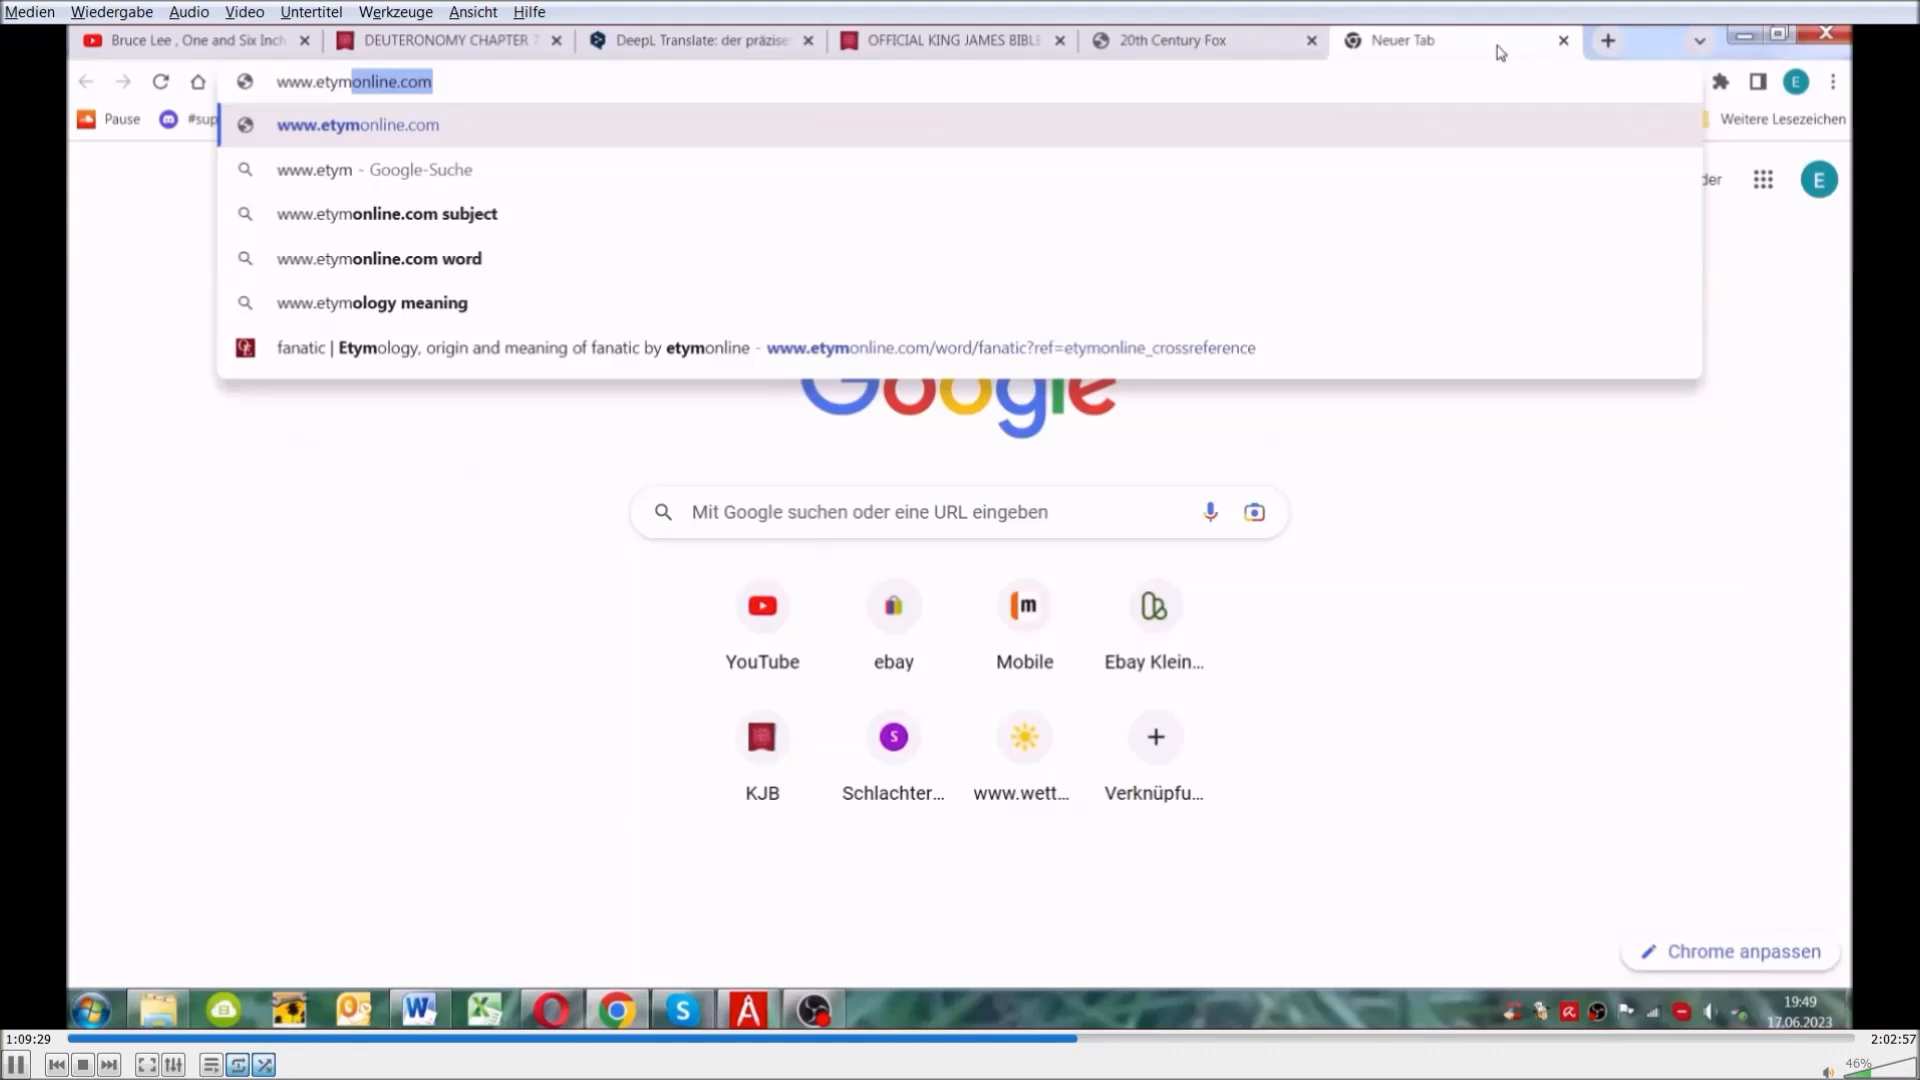 Medien Wiedergabe Audio Video Untertitel Werkzeuge Ansicht Hilfe
Bruce Lee , One and Six Inch DEUTERONOMY CHAPTER 7 DeepL Translate: der präzise OFFICIAL KING JAMES BIBLE 20th Century Fox Neuer Tab
www.etymonline.com
Pause #sup Weitere Lesezeichen
www.etymonline.com
www.etym - Google-Suche
der E
www.etymonline.com subject
www.etymonline.com word
www.etymology meaning
fanatic | Etymology, origin and meaning of fanatic by etymonline - www.etymonline.com/word/fanatic?ref=etymonline_crossreference
Google
Mit Google suchen oder eine URL eingeben
YouTube ebay Mobile Ebay Klein...
KJB Schlachter... www.wett... Verknüpfu...
Chrome anpassen
19:49
17.06.2023
1:09:29 2:02:57
46%